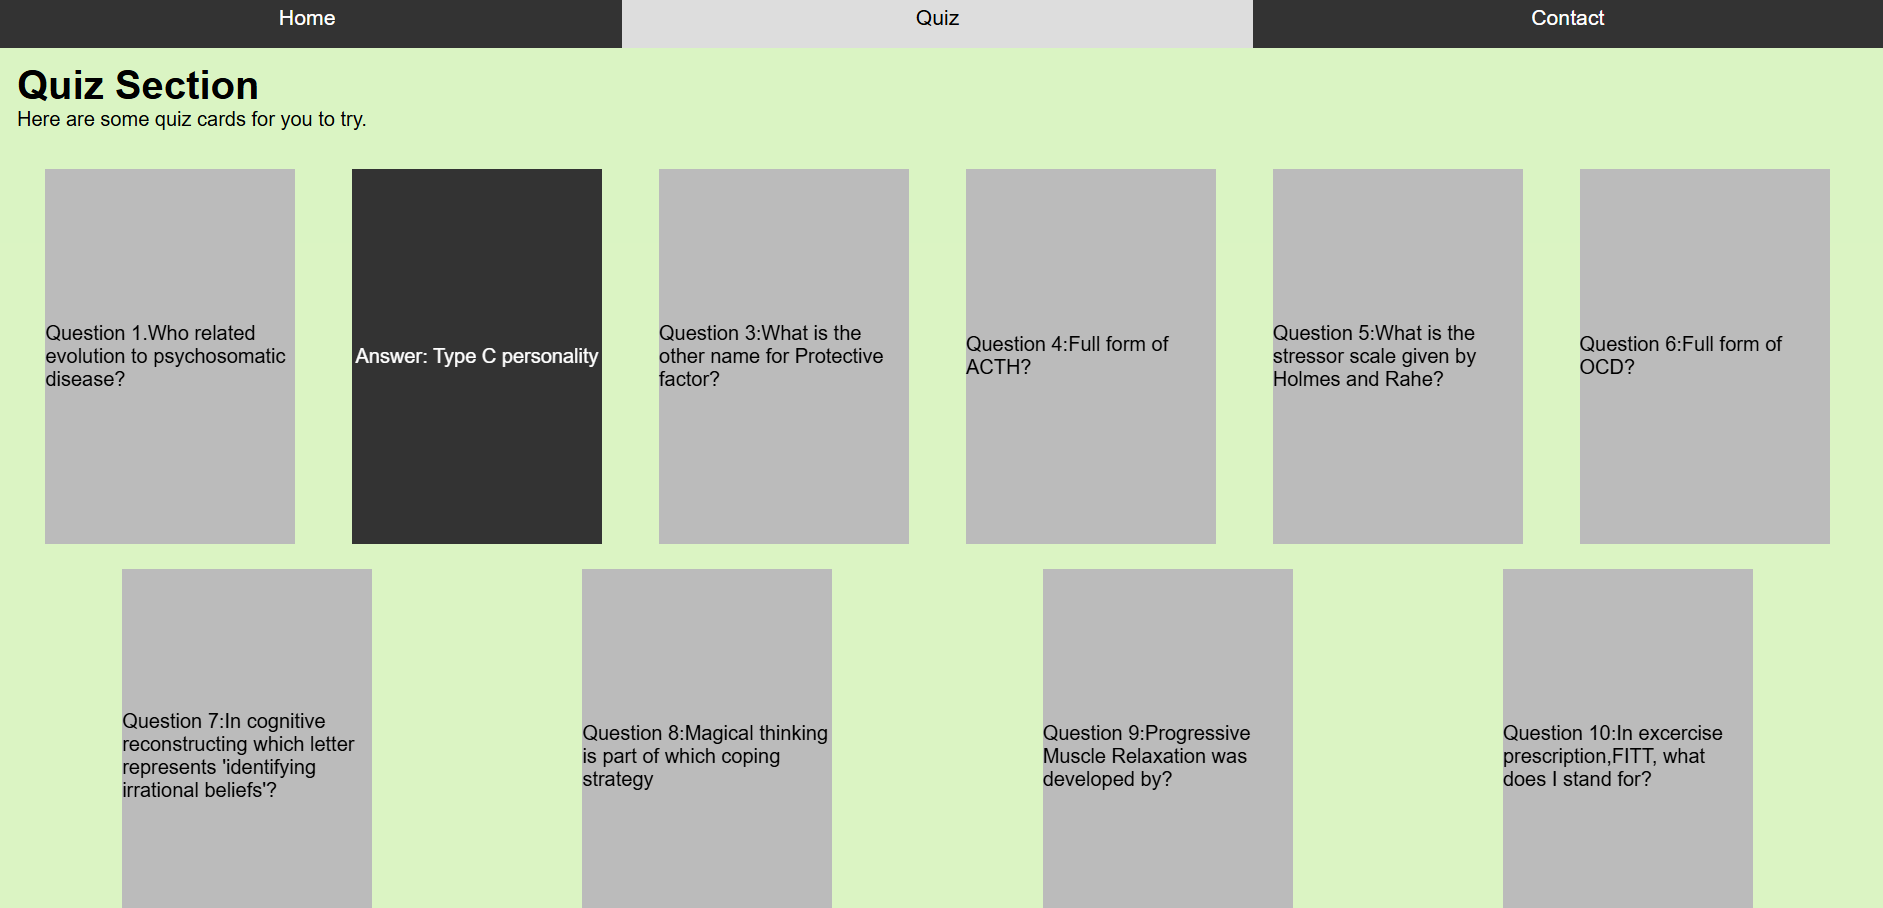 Home
Quiz
Contact
Quiz Section
Here are some quiz cards for you to try.
Question 1.Who related
evolution to psychosomatic
disease?
Answer: Type C personality
Question 3:What is the
other name for Protective
factor?
Question 4:Full form of
ACTH?
Question 5:What is the
stressor scale given by
Holmes and Rahe?
Question 6:Full form of
OCD?
Question 7:In cognitive
reconstructing which letter
represents 'identifying
irrational beliefs'?
Question 8:Magical thinking
is part of which coping
strategy
Question 9:Progressive
Muscle Relaxation was
developed by?
Question 10:In excercise
prescription,FITT, what
does I stand for?